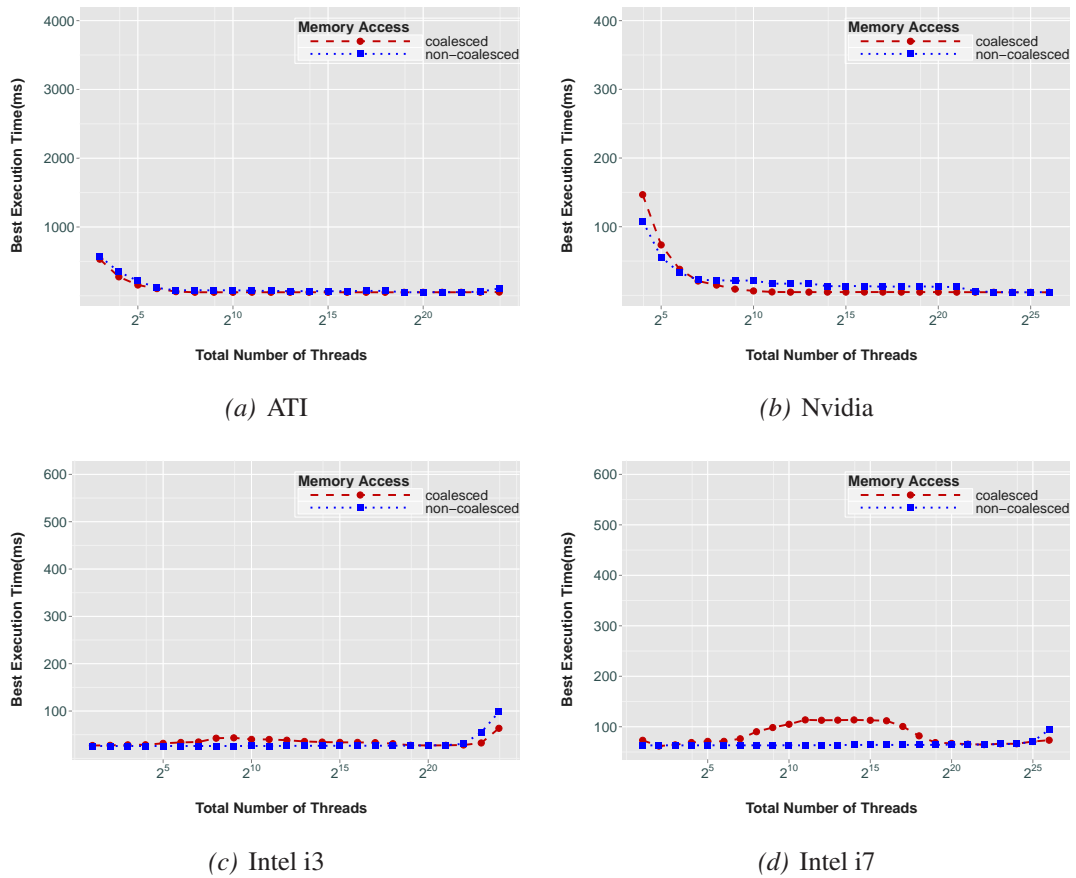 4000
3000
2000
1000
Best Execution Time(ms)
Memory Access
coalesced
non−coalesced
2^5
2^10
2^15
2^20
Total Number of Threads
(a) ATI
400
300
200
100
Best Execution Time(ms)
Memory Access
coalesced
non−coalesced
2^5
2^10
2^15
2^20
2^25
Total Number of Threads
(b) Nvidia
600
500
400
300
200
100
Best Execution Time(ms)
Memory Access
coalesced
non−coalesced
2^5
2^10
2^15
2^20
Total Number of Threads
(c) Intel i3
600
500
400
300
200
100
Best Execution Time(ms)
Memory Access
coalesced
non−coalesced
2^5
2^10
2^15
2^20
2^25
Total Number of Threads
(d) Intel i7